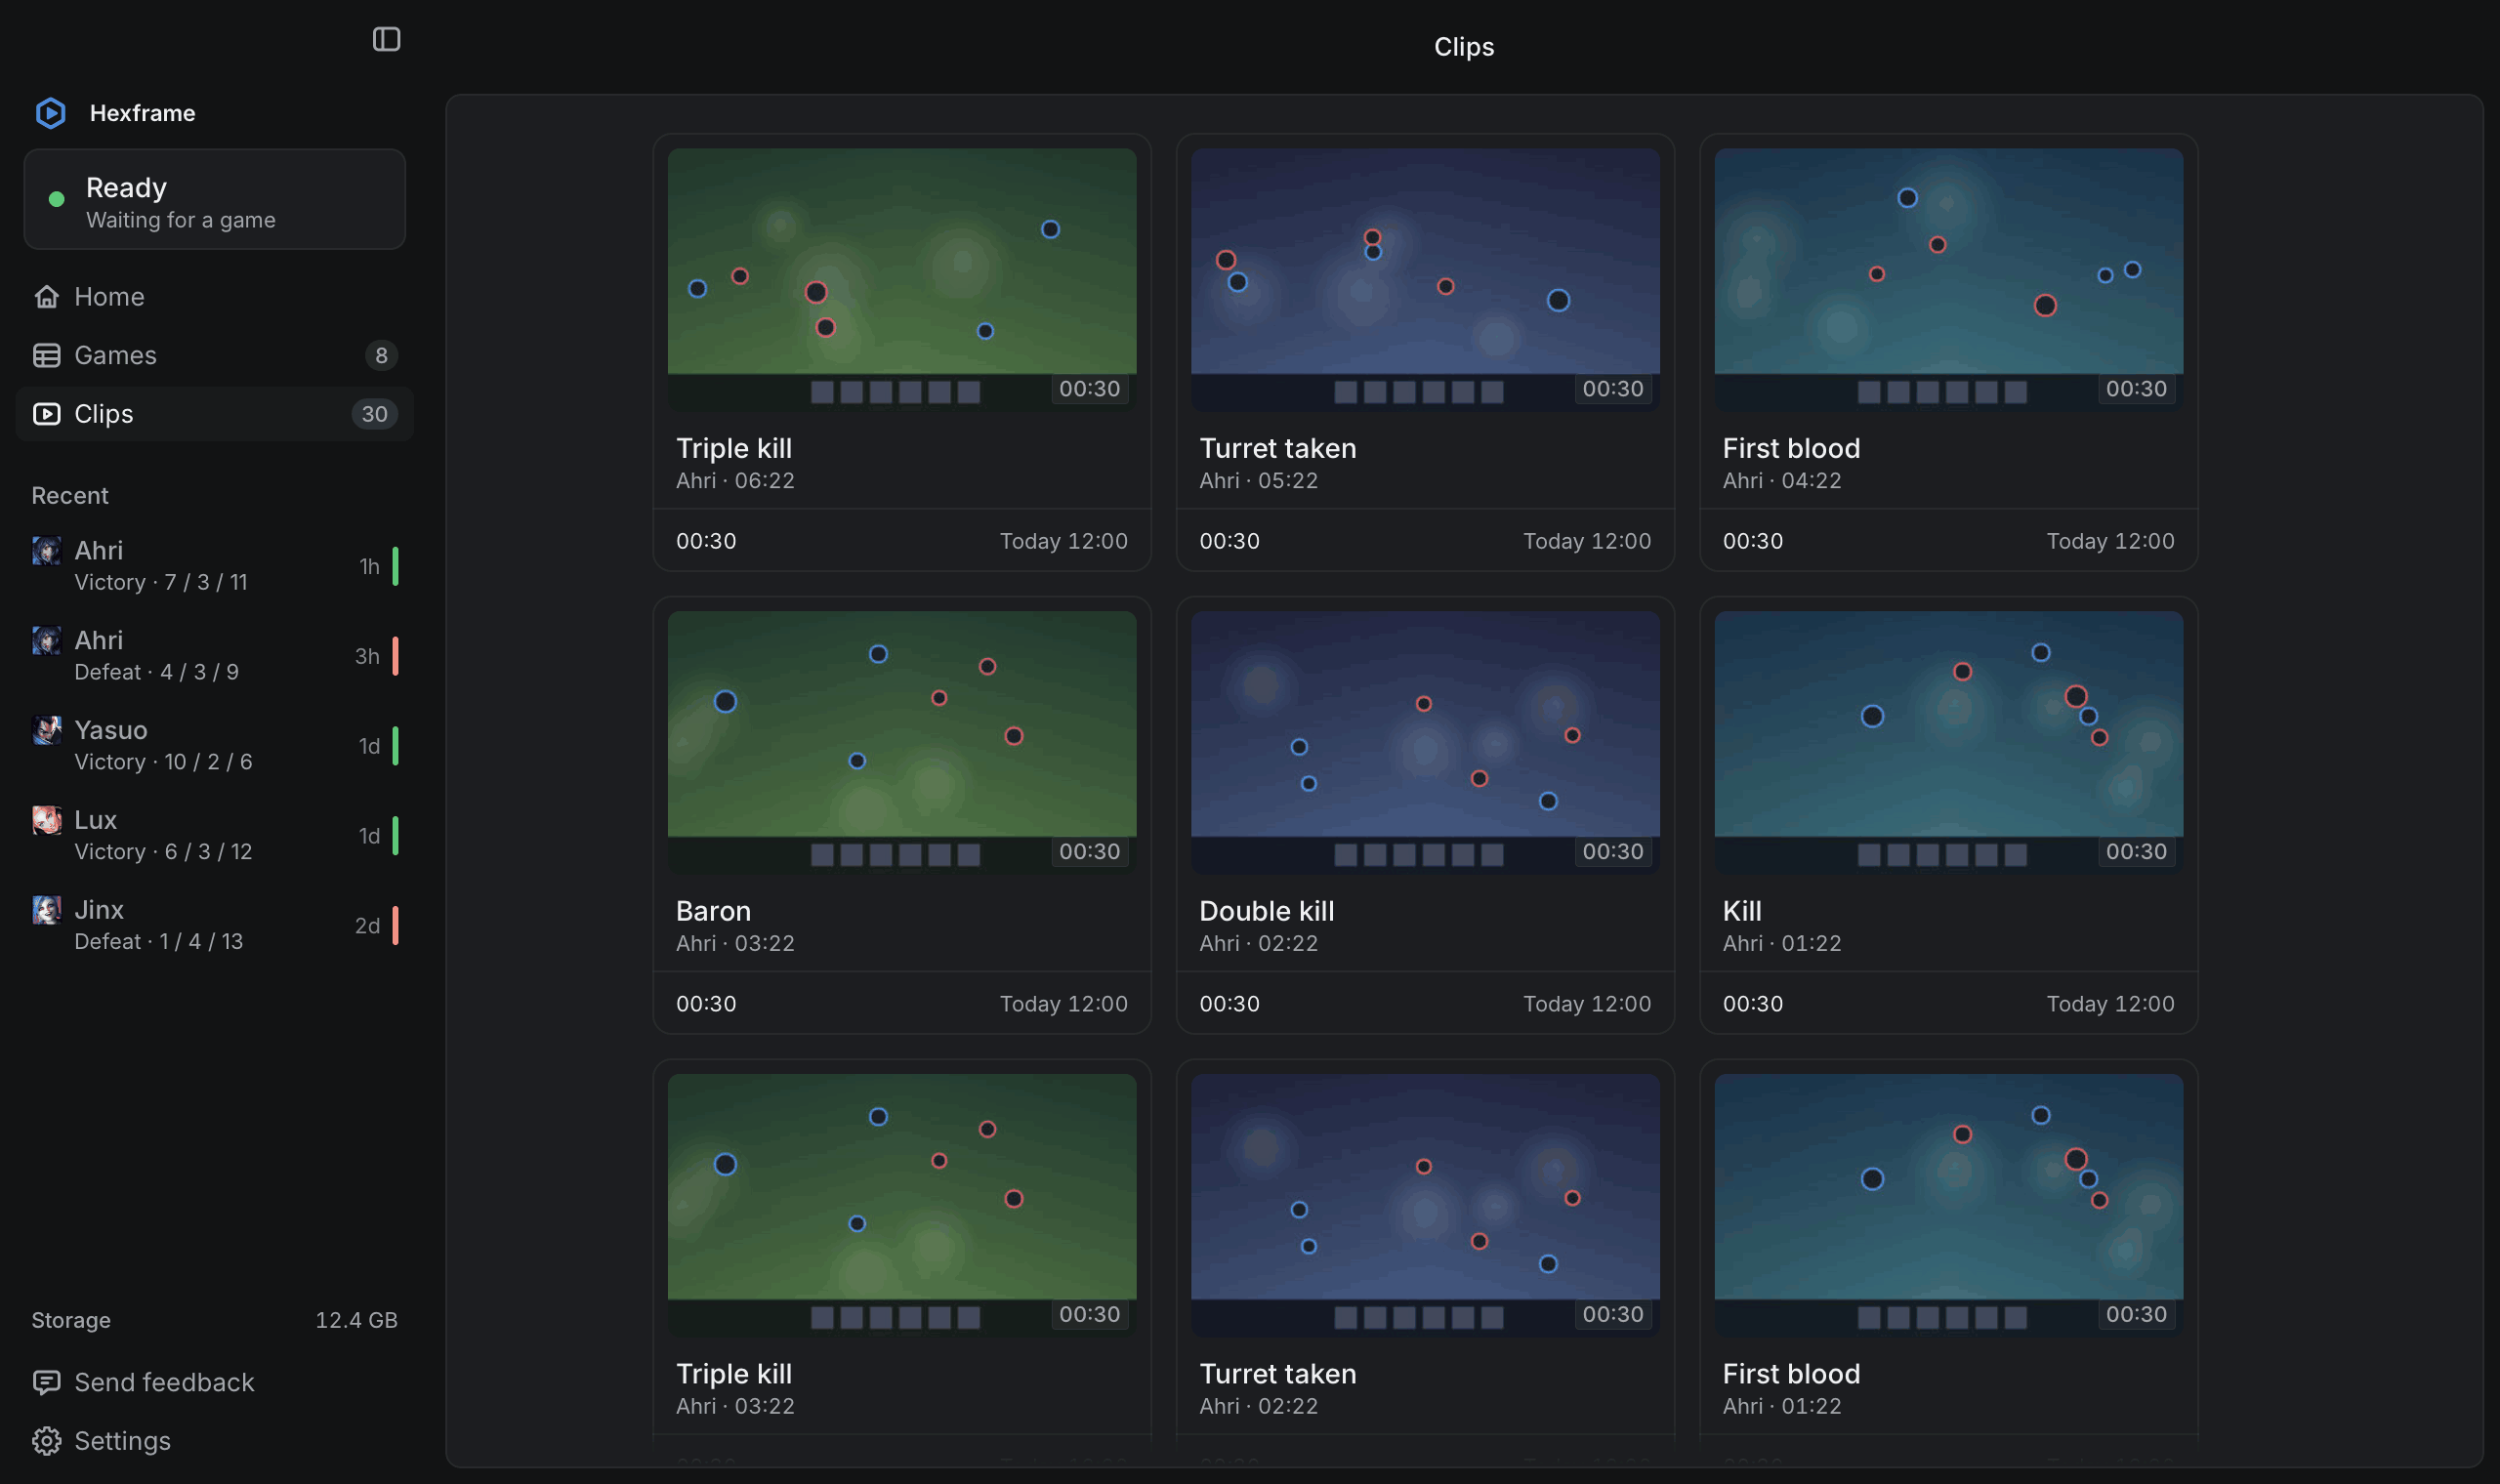 Clips
Hexframe
Ready
Waiting for a game
Home
Games 8
Clips 30
Recent
Ahri
Victory · 7 / 3 / 11
1h
Ahri
Defeat · 4 / 3 / 9
3h
Yasuo
Victory · 10 / 2 / 6
1d
Lux
Victory · 6 / 3 / 12
1d
Jinx
Defeat · 1 / 4 / 13
2d
Storage 12.4 GB
Send feedback
Settings
00:30
Triple kill
Ahri · 06:22
00:30 Today 12:00
00:30
Turret taken
Ahri · 05:22
00:30 Today 12:00
00:30
First blood
Ahri · 04:22
00:30 Today 12:00
00:30
Baron
Ahri · 03:22
00:30 Today 12:00
00:30
Double kill
Ahri · 02:22
00:30 Today 12:00
00:30
Kill
Ahri · 01:22
00:30 Today 12:00
00:30
Triple kill
Ahri · 03:22
00:30
Turret taken
Ahri · 02:22
00:30
First blood
Ahri · 01:22